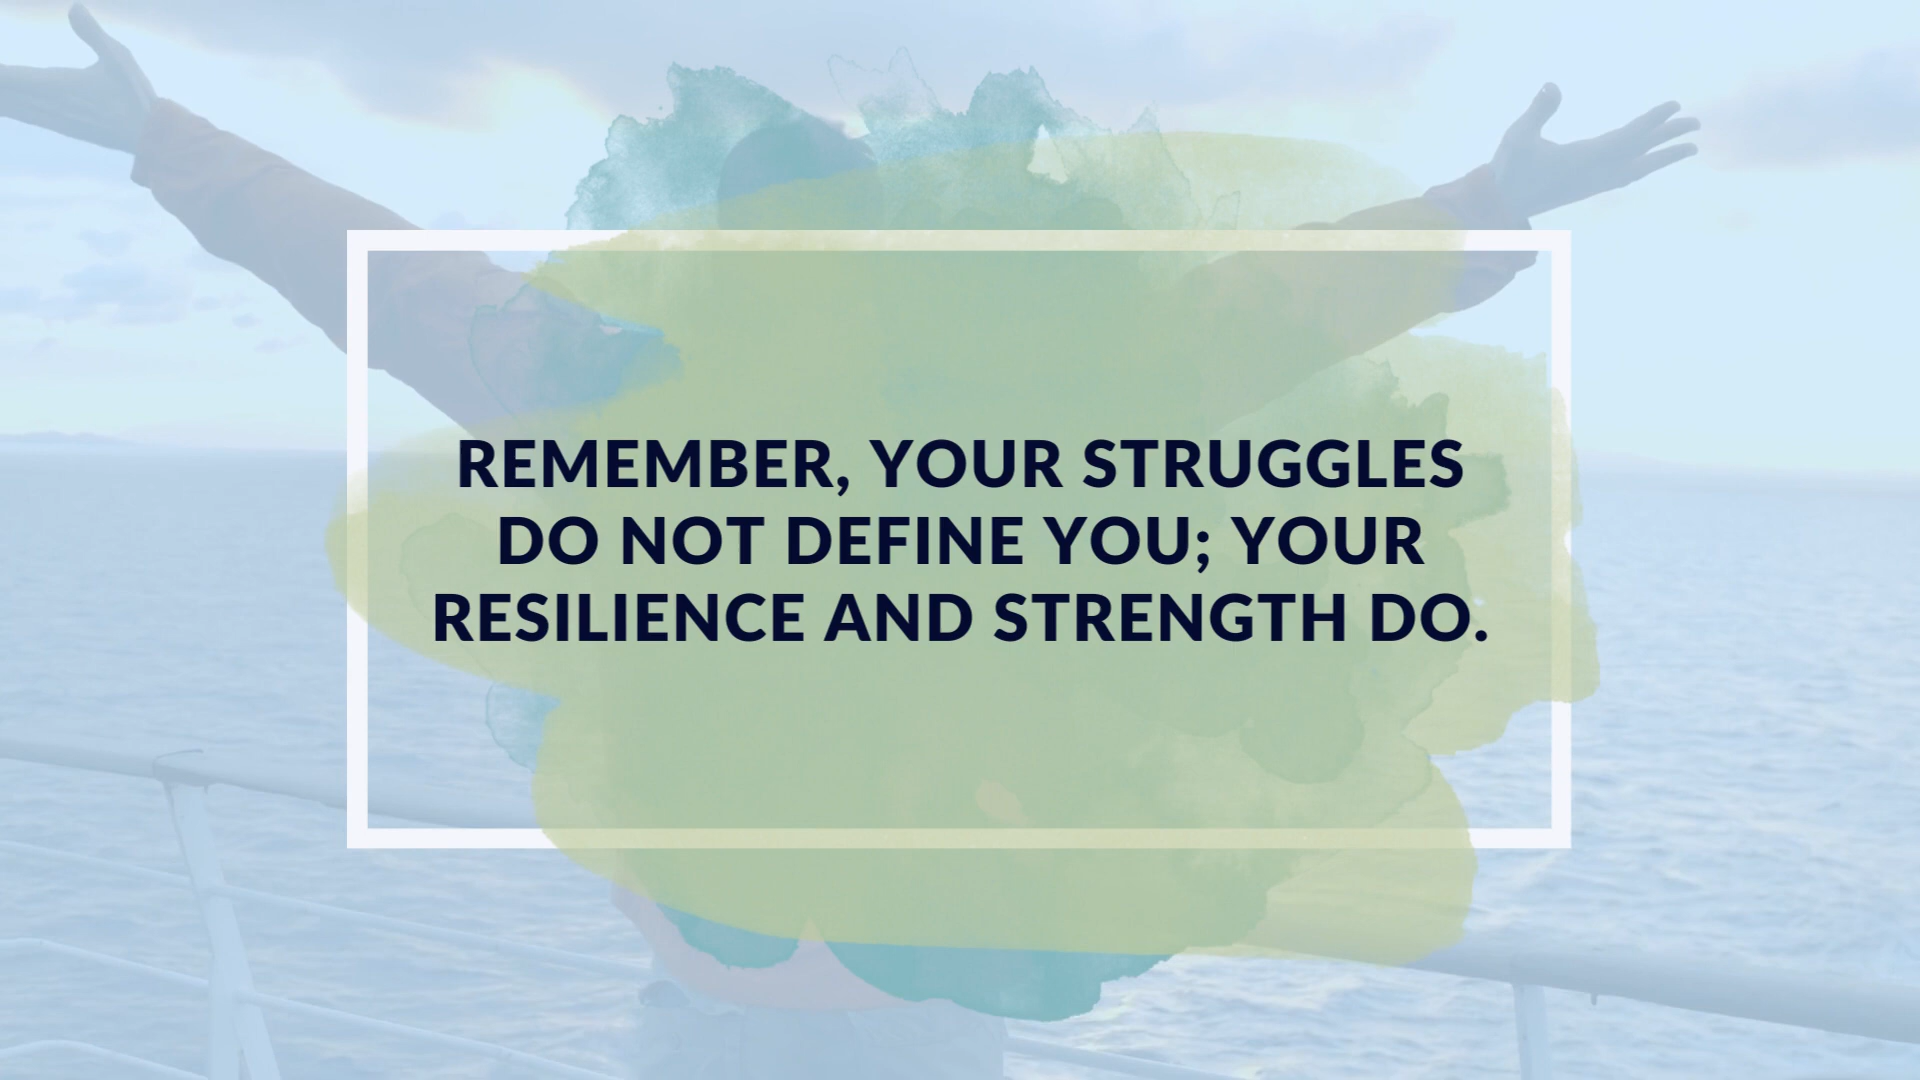 REMEMBER, YOUR STRUGGLES
DO NOT DEFINE YOU; YOUR
RESILIENCE AND STRENGTH DO.